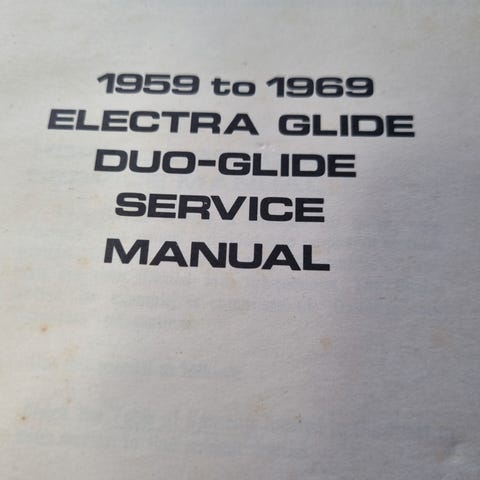 1959 to 1969
ELECTRA GLIDE
DUO-GLIDE
SERVICE
MANUAL